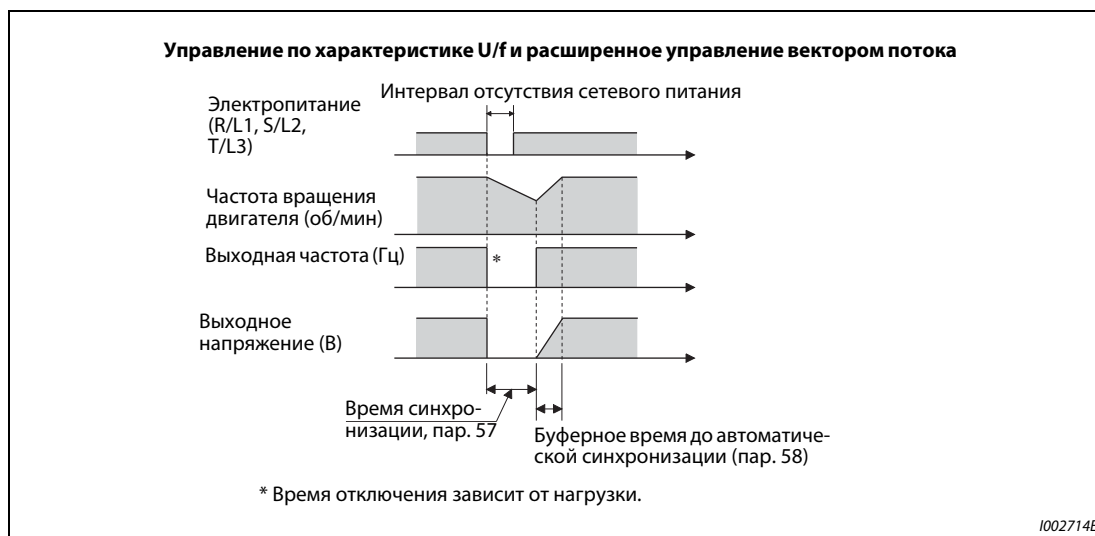 Управление по характеристике U/f и расширенное управление вектором потока
Интервал отсутствия сетевого питания
Электропитание
(R/L1, S/L2,
T/L3)
Частота вращения
двигателя (об/мин)
Выходная частота (Гц)
*
Выходное
напряжение (В)
Время синхро-
низации, пар. 57
Буферное время до автоматиче-
ской синхронизации (пар. 58)
* Время отключения зависит от нагрузки.
I002714E